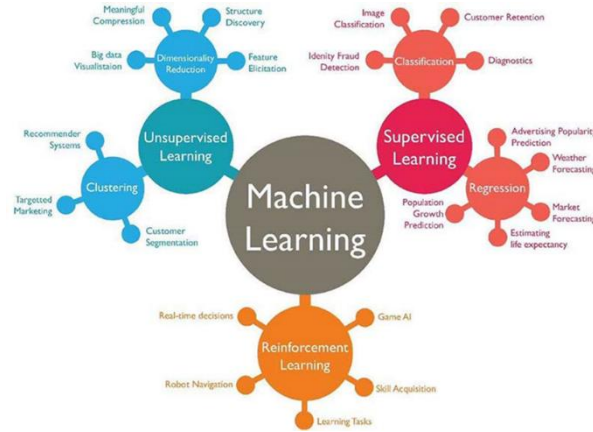 Meaningful
Compression
Structure
Discovery
Big data
Visualistaion
Dimensionality
Reduction
Feature
Elicitation
Unsupervised
Learning
Recommender
Systems
Clustering
Targetted
Marketing
Customer
Segmentation
Machine
Learning
Image
Classification
Customer Retention
Idenity Fraud
Detection
Classification
Diagnostics
Supervised
Learning
Advertising Popularity
Prediction
Weather
Forecasting
Regression
Population
Growth
Prediction
Market
Forecasting
Estimating
life expectancy
Real-time decisions
Game AI
Reinforcement
Learning
Robot Navigation
Skill Acquisition
Learning Tasks